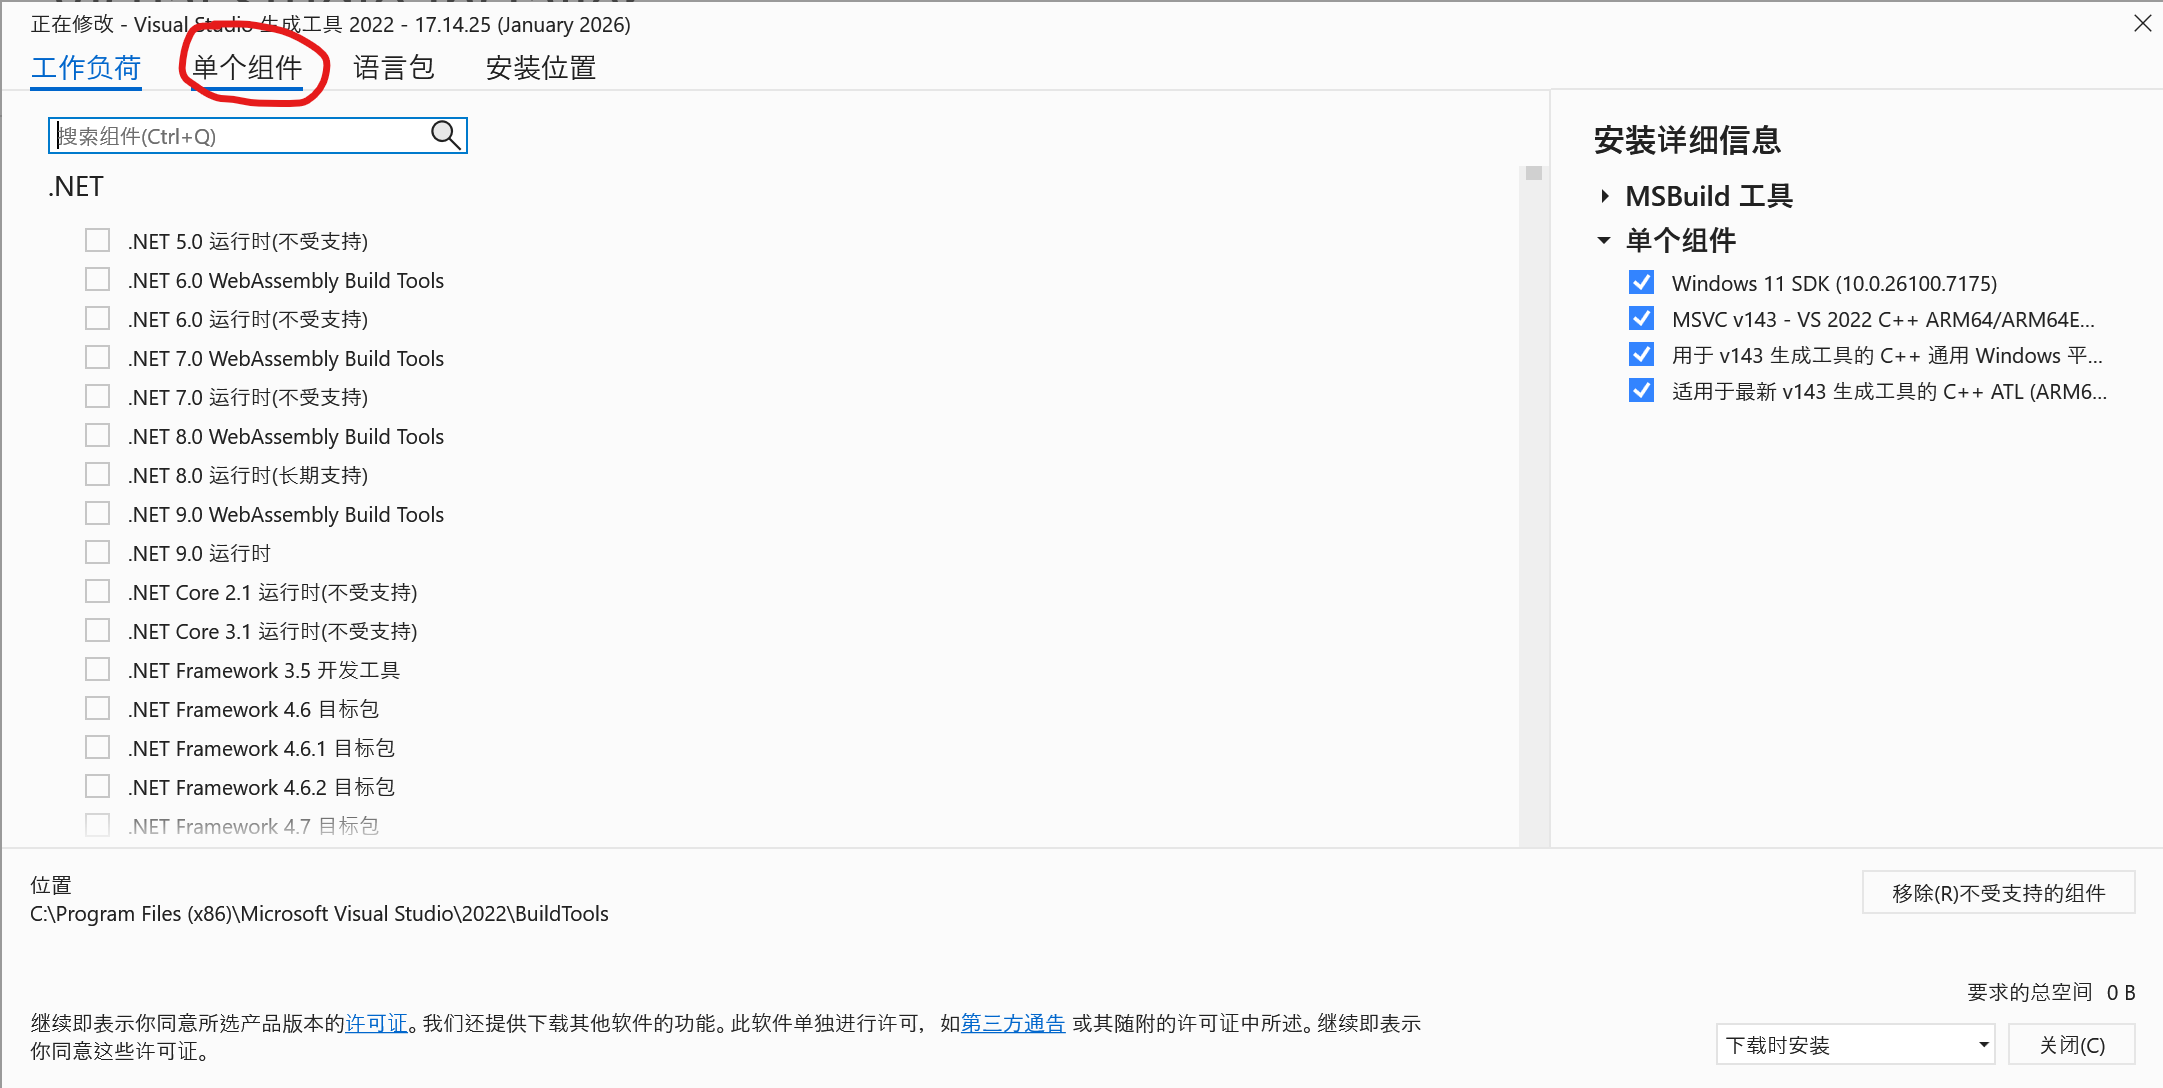 正在修改 - Visual Studio 生成工具 2022 - 17.14.25 (January 2026)
工作负荷 单个组件 语言包 安装位置
搜索组件(Ctrl+Q)
.NET
.NET 5.0 运行时(不受支持)
.NET 6.0 WebAssembly Build Tools
.NET 6.0 运行时(不受支持)
.NET 7.0 WebAssembly Build Tools
.NET 7.0 运行时(不受支持)
.NET 8.0 WebAssembly Build Tools
.NET 8.0 运行时(长期支持)
.NET 9.0 WebAssembly Build Tools
.NET 9.0 运行时
.NET Core 2.1 运行时(不受支持)
.NET Core 3.1 运行时(不受支持)
.NET Framework 3.5 开发工具
.NET Framework 4.6 目标包
.NET Framework 4.6.1 目标包
.NET Framework 4.6.2 目标包
.NET Framework 4.7 目标包
安装详细信息
MSBuild 工具
单个组件
Windows 11 SDK (10.0.26100.7175)
MSVC v143 - VS 2022 C++ ARM64/ARM64E...
用于 v143 生成工具的 C++ 通用 Windows 平...
适用于最新 v143 生成工具的 C++ ATL (ARM6...
位置
C:\Program Files (x86)\Microsoft Visual Studio\2022\BuildTools
移除(R)不受支持的组件
要求的总空间 0 B
继续即表示你同意所选产品版本的许可证。我们还提供下载其他软件的功能。此软件单独进行许可，如第三方通告 或其随附的许可证中所述。继续即表示
你同意这些许可证。
下载时安装
关闭(C)